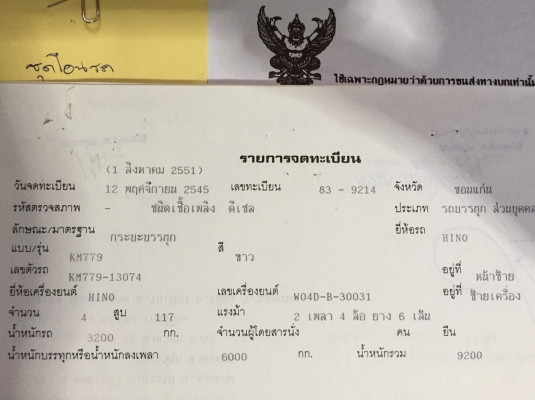 ชุดโอนรถ
ใช้เฉพาะกฎหมายว่าด้วยการขนส่งทางบกเท่านั้น
รายการจดทะเบียน
(1 สิงหาคม 2551)
วันจดทะเบียน 12 พฤศจิกายน 2545 เลขทะเบียน 83 - 9214 จังหวัด ขอนแก่น
รหัสตรวจสภาพ - ชนิดเชื้อเพลิง ดีเซล ประเภท รถบรรทุก ส่วนบุคคล
ลักษณะ/มาตรฐาน กระบะบรรทุก ยี่ห้อรถ HINO
แบบ/รุ่น KM779 สี ขาว
เลขตัวรถ KM779-13074 อยู่ที่ หน้าซ้าย
ยี่ห้อเครื่องยนต์ HINO เลขเครื่องยนต์ W04D-B-30031 อยู่ที่ ซ้ายเครื่อง
จำนวน 4 สูบ 117 แรงม้า 2 เพลา 4 ล้อ ยาง 6 เส้น
น้ำหนักรถ 3200 กก. จำนวนผู้โดยสารนั่ง คน ยืน
น้ำหนักบรรทุกหรือน้ำหนักลงเพลา 6000 กก. น้ำหนักรวม 9200